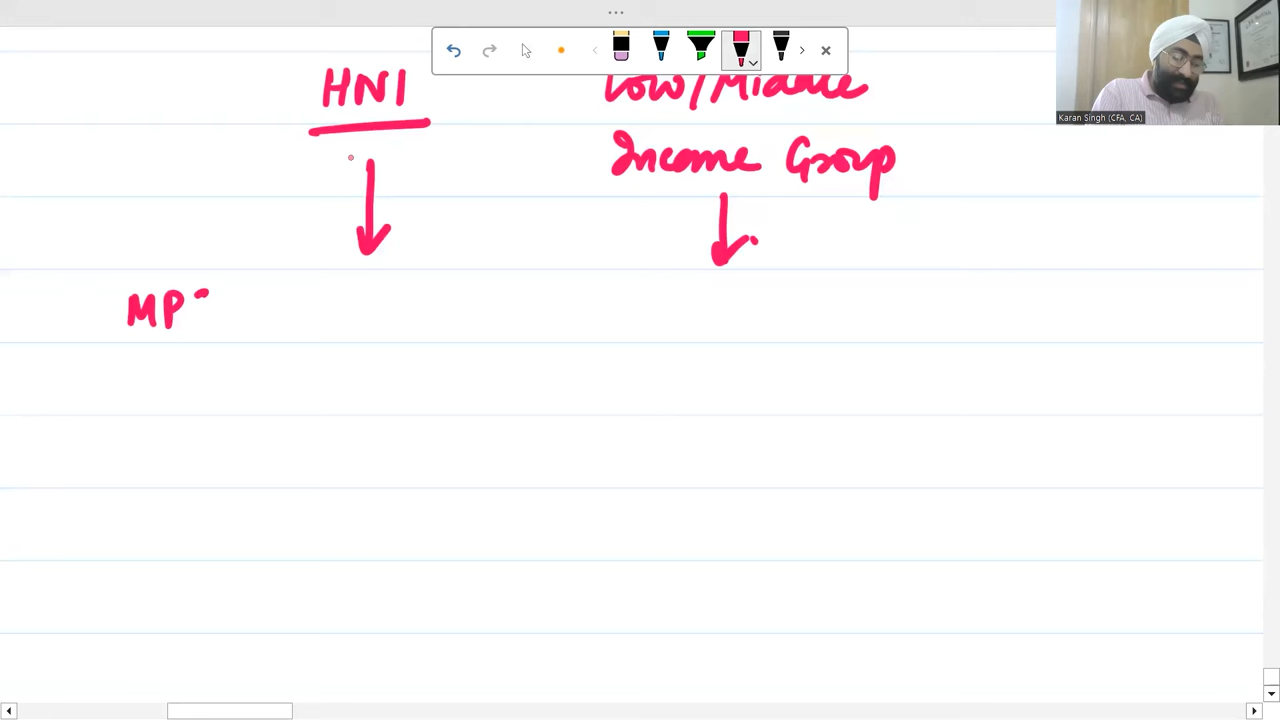 HNI
Low/Middle
Income Group
MP
Karan Singh (CFA, CA)